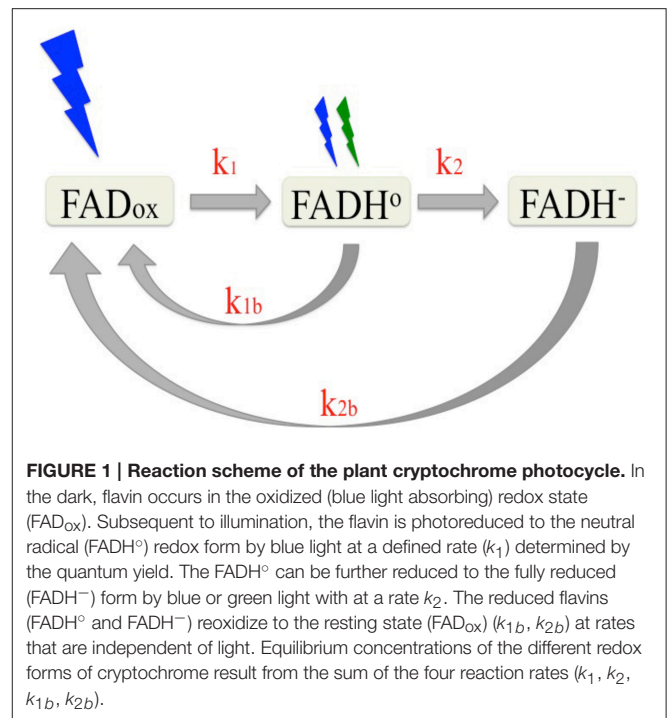 k1
k2
FADox
FADH°
FADH-
k1b
k2b
FIGURE 1 | Reaction scheme of the plant cryptochrome photocycle. In
the dark, flavin occurs in the oxidized (blue light absorbing) redox state
(FADox). Subsequent to illumination, the flavin is photoreduced to the neutral
radical (FADH°) redox form by blue light at a defined rate (k1) determined by
the quantum yield. The FADH° can be further reduced to the fully reduced
(FADH−) form by blue or green light with at a rate k2. The reduced flavins
(FADH° and FADH−) reoxidize to the resting state (FADox) (k1b, k2b) at rates
that are independent of light. Equilibrium concentrations of the different redox
forms of cryptochrome result from the sum of the four reaction rates (k1, k2,
k1b, k2b).